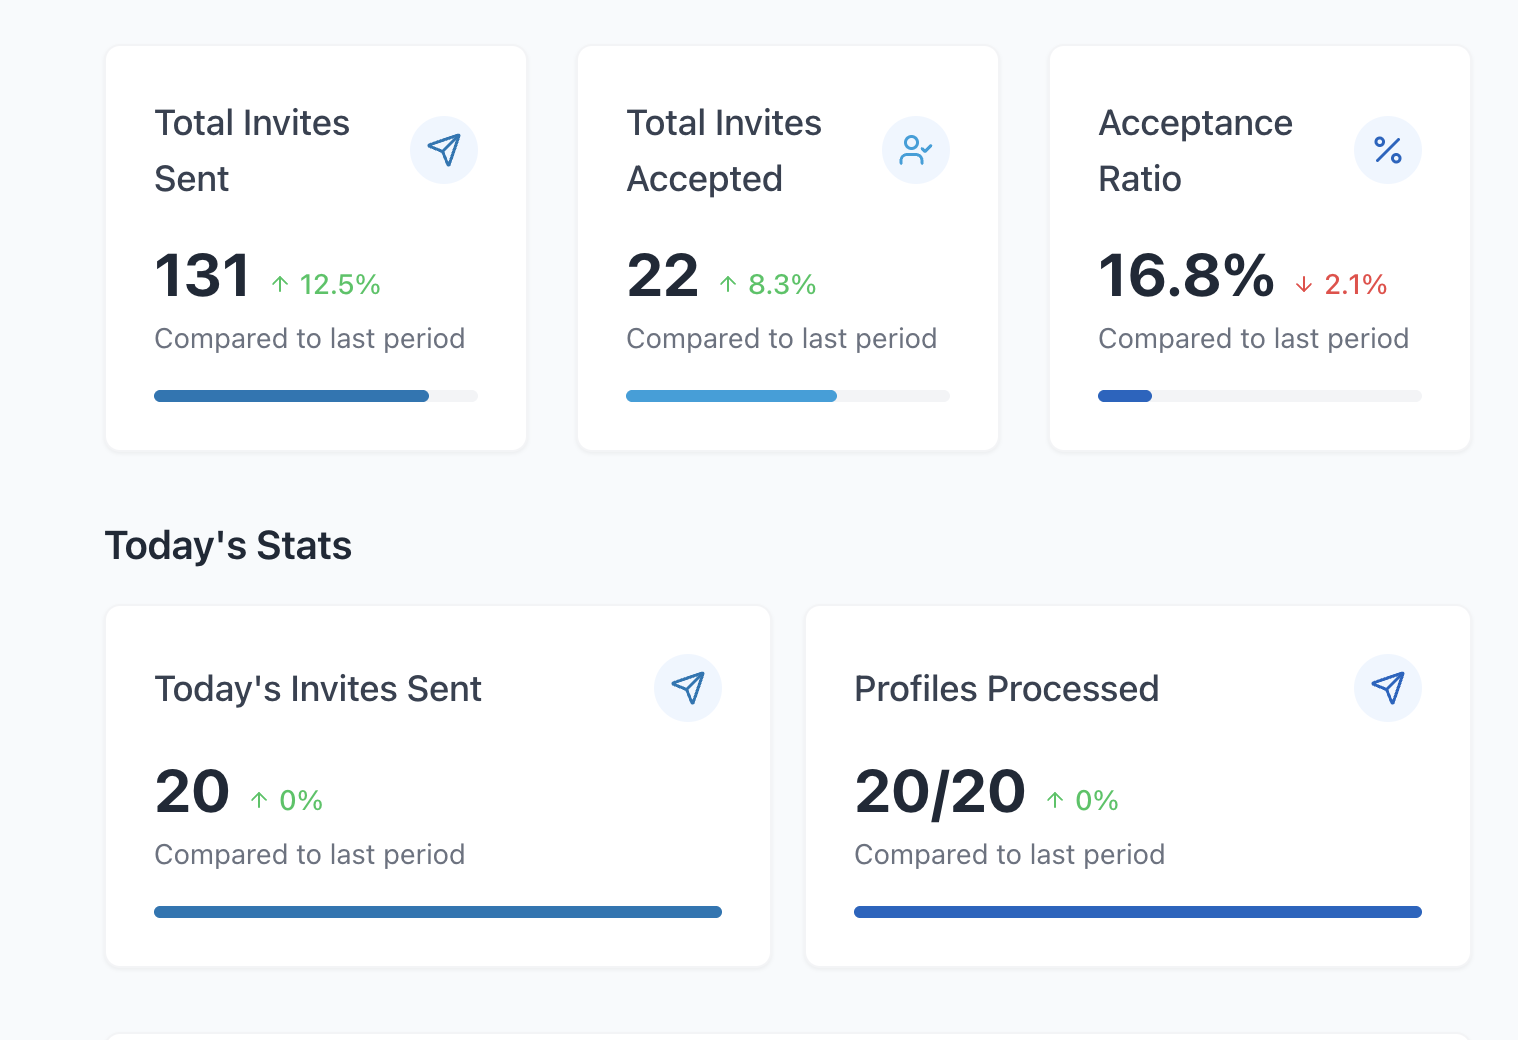 Total Invites
Sent
131 ↑ 12.5%
Compared to last period
Total Invites
Accepted
22 ↑ 8.3%
Compared to last period
Acceptance
Ratio
16.8% ↓ 2.1%
Compared to last period
Today's Stats
Today's Invites Sent
20 ↑ 0%
Compared to last period
Profiles Processed
20/20 ↑ 0%
Compared to last period